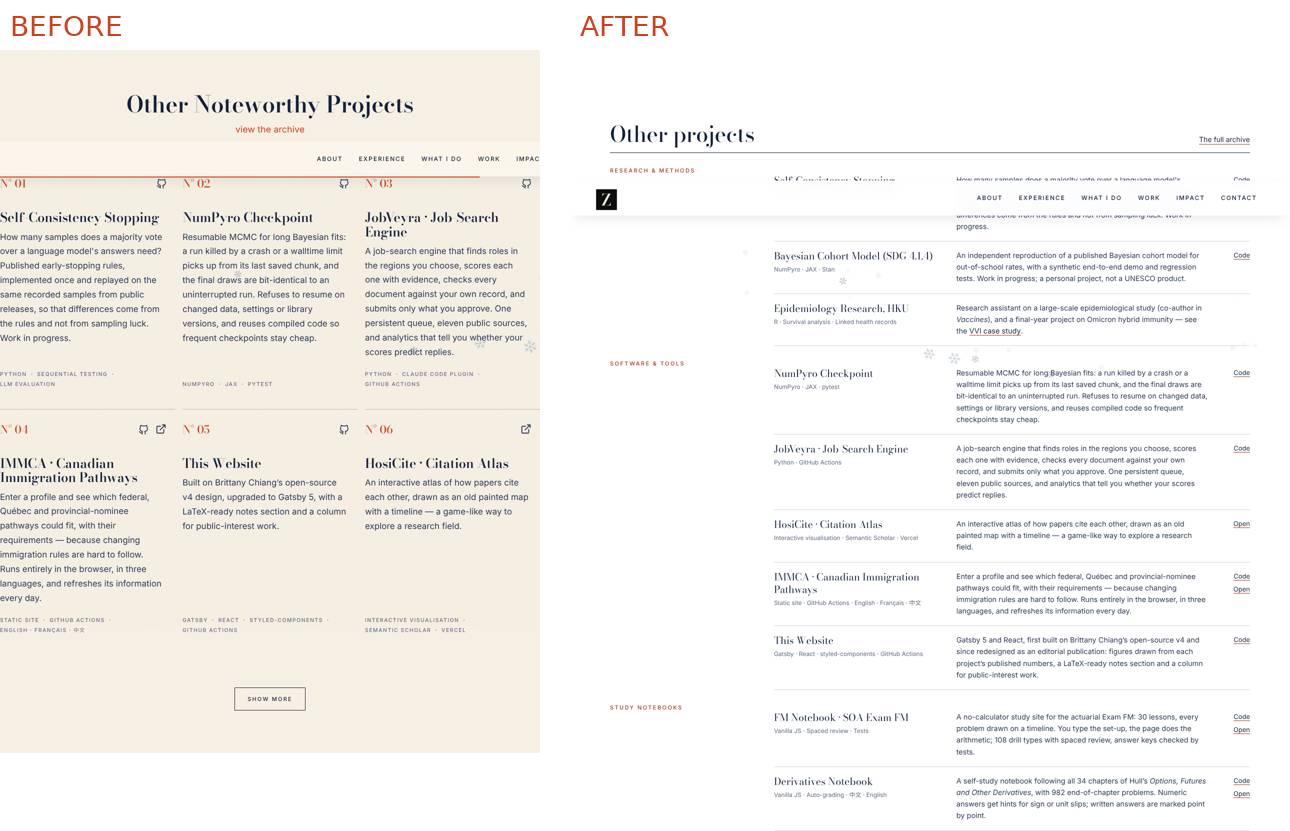 BEFORE
Other Noteworthy Projects
view the archive
ABOUT EXPERIENCE WHAT I DO WORK IMPAC
N° 01
Self-Consistency Stopping
How many samples does a majority vote
over a language model's answers need?
Published early-stopping rules,
implemented once and replayed on the
same recorded samples from public
releases, so that differences come from
the rules and not from sampling luck.
Work in progress.
PYTHON · SEQUENTIAL TESTING ·
LLM EVALUATION
N° 02
NumPyro Checkpoint
Resumable MCMC for long Bayesian fits:
a run killed by a crash or a walltime limit
picks up from its last saved chunk, and
the final draws are bit-identical to an
uninterrupted run. Refuses to resume on
changed data, settings or library
versions, and reuses compiled code so
frequent checkpoints stay cheap.
NUMPYRO · JAX · PYTEST
N° 03
JobVeyra · Job Search
Engine
A job-search engine that finds roles in
the regions you choose, scores each
one with evidence, checks every
document against your own record, and
submits only what you approve. One
persistent queue, eleven public sources,
and analytics that tell you whether your
scores predict replies.
PYTHON · CLAUDE CODE PLUGIN ·
GITHUB ACTIONS
N° 04
IMMCA · Canadian
Immigration Pathways
Enter a profile and see which federal,
Québec and provincial-nominee
pathways could fit, with their
requirements — because changing
immigration rules are hard to follow.
Runs entirely in the browser, in three
languages, and refreshes its information
every day.
STATIC SITE · GITHUB ACTIONS ·
ENGLISH · FRANÇAIS · 中文
N° 05
This Website
Built on Brittany Chiang's open-source
v4 design, upgraded to Gatsby 5, with a
LaTeX-ready notes section and a column
for public-interest work.
GATSBY · REACT · STYLED-COMPONENTS ·
GITHUB ACTIONS
N° 06
HosiCite · Citation Atlas
An interactive atlas of how papers cite
each other, drawn as an old painted map
with a timeline — a game-like way to
explore a research field.
INTERACTIVE VISUALISATION ·
SEMANTIC SCHOLAR · VERCEL
SHOW MORE
AFTER
Other projects
The full archive
RESEARCH & METHODS
Self-Consistency Stopping
How many samples does a majority vote over a language model's
Code
Z
ABOUT EXPERIENCE WHAT I DO WORK IMPACT CONTACT
differences come from the rules and not from sampling luck. Work in
progress.
Bayesian Cohort Model (SDG 4.1.4)
NumPyro · JAX · Stan
An independent reproduction of a published Bayesian cohort model for
out-of-school rates, with a synthetic end-to-end demo and regression
tests. Work in progress; a personal project, not a UNESCO product.
Code
Epidemiology Research, HKU
R · Survival analysis · Linked health records
Research assistant on a large-scale epidemiological study (co-author in
Vaccines), and a final-year project on Omicron hybrid immunity — see
the VVI case study.
SOFTWARE & TOOLS
NumPyro Checkpoint
NumPyro · JAX · pytest
Resumable MCMC for long Bayesian fits: a run killed by a crash or a
walltime limit picks up from its last saved chunk, and the final draws are
bit-identical to an uninterrupted run. Refuses to resume on changed data,
settings or library versions, and reuses compiled code so frequent
checkpoints stay cheap.
Code
JobVeyra · Job Search Engine
Python · GitHub Actions
A job-search engine that finds roles in the regions you choose, scores
each one with evidence, checks every document against your own
record, and submits only what you approve. One persistent queue,
eleven public sources, and analytics that tell you whether your scores
predict replies.
Code
HosiCite · Citation Atlas
Interactive visualisation · Semantic Scholar · Vercel
An interactive atlas of how papers cite each other, drawn as an old
painted map with a timeline — a game-like way to explore a research
field.
Open
IMMCA · Canadian Immigration
Pathways
Static site · GitHub Actions · English · Français · 中文
Enter a profile and see which federal, Québec and provincial-nominee
pathways could fit, with their requirements — because changing
immigration rules are hard to follow. Runs entirely in the browser, in three
languages, and refreshes its information every day.
Code
Open
This Website
Gatsby · React · styled-components · GitHub Actions
Gatsby 5 and React, first built on Brittany Chiang's open-source v4 and
since redesigned as an editorial publication: figures drawn from each
project's published numbers, a LaTeX-ready notes section and a column
for public-interest work.
Code
STUDY NOTEBOOKS
FM Notebook · SOA Exam FM
Vanilla JS · Spaced review · Tests
A no-calculator study site for the actuarial Exam FM: 30 lessons, every
problem drawn on a timeline. You type the set-up, the page does the
arithmetic; 108 drill types with spaced review, answer keys checked by
tests.
Code
Open
Derivatives Notebook
Vanilla JS · Auto-grading · 中文 · English
A self-study notebook following all 34 chapters of Hull's Options, Futures
and Other Derivatives, with 982 end-of-chapter problems. Numeric
answers get hints for sign or unit slips; written answers are marked point
by point.
Code
Open